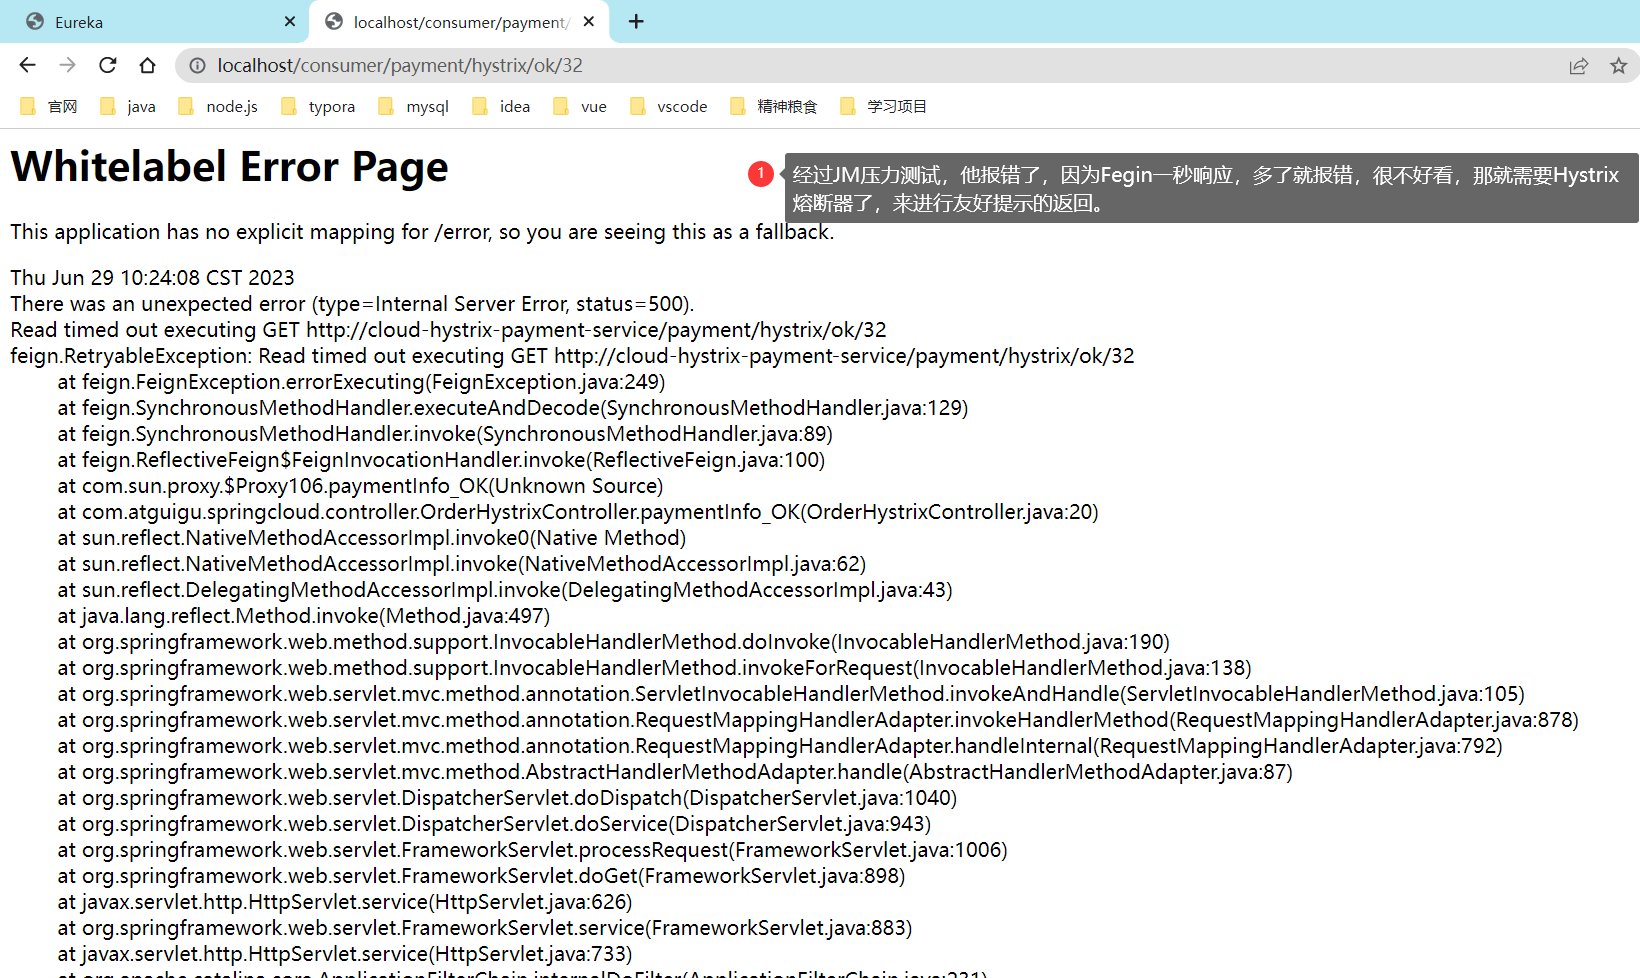 Eureka
localhost/consumer/payment/
localhost/consumer/payment/hystrix/ok/32
官网 java node.js typora mysql idea vue vscode 精神粮食 学习项目
Whitelabel Error Page
1
经过JM压力测试，他报错了，因为Fegin一秒响应，多了就报错，很不好看，那就需要Hystrix
熔断器了，来进行友好提示的返回。
This application has no explicit mapping for /error, so you are seeing this as a fallback.
Thu Jun 29 10:24:08 CST 2023
There was an unexpected error (type=Internal Server Error, status=500).
Read timed out executing GET http://cloud-hystrix-payment-service/payment/hystrix/ok/32
feign.RetryableException: Read timed out executing GET http://cloud-hystrix-payment-service/payment/hystrix/ok/32
at feign.FeignException.errorExecuting(FeignException.java:249)
at feign.SynchronousMethodHandler.executeAndDecode(SynchronousMethodHandler.java:129)
at feign.SynchronousMethodHandler.invoke(SynchronousMethodHandler.java:89)
at feign.ReflectiveFeign$FeignInvocationHandler.invoke(ReflectiveFeign.java:100)
at com.sun.proxy.$Proxy106.paymentInfo_OK(Unknown Source)
at com.atguigu.springcloud.controller.OrderHystrixController.paymentInfo_OK(OrderHystrixController.java:20)
at sun.reflect.NativeMethodAccessorImpl.invoke0(Native Method)
at sun.reflect.NativeMethodAccessorImpl.invoke(NativeMethodAccessorImpl.java:62)
at sun.reflect.DelegatingMethodAccessorImpl.invoke(DelegatingMethodAccessorImpl.java:43)
at java.lang.reflect.Method.invoke(Method.java:497)
at org.springframework.web.method.support.InvocableHandlerMethod.doInvoke(InvocableHandlerMethod.java:190)
at org.springframework.web.method.support.InvocableHandlerMethod.invokeForRequest(InvocableHandlerMethod.java:138)
at org.springframework.web.servlet.mvc.method.annotation.ServletInvocableHandlerMethod.invokeAndHandle(ServletInvocableHandlerMethod.java:105)
at org.springframework.web.servlet.mvc.method.annotation.RequestMappingHandlerAdapter.invokeHandlerMethod(RequestMappingHandlerAdapter.java:878)
at org.springframework.web.servlet.mvc.method.annotation.RequestMappingHandlerAdapter.handleInternal(RequestMappingHandlerAdapter.java:792)
at org.springframework.web.servlet.mvc.method.AbstractHandlerMethodAdapter.handle(AbstractHandlerMethodAdapter.java:87)
at org.springframework.web.servlet.DispatcherServlet.doDispatch(DispatcherServlet.java:1040)
at org.springframework.web.servlet.DispatcherServlet.doService(DispatcherServlet.java:943)
at org.springframework.web.servlet.FrameworkServlet.processRequest(FrameworkServlet.java:1006)
at org.springframework.web.servlet.FrameworkServlet.doGet(FrameworkServlet.java:898)
at javax.servlet.http.HttpServlet.service(HttpServlet.java:626)
at org.springframework.web.servlet.FrameworkServlet.service(FrameworkServlet.java:883)
at javax.servlet.http.HttpServlet.service(HttpServlet.java:733)
at org.apache.catalina.core.ApplicationFilterChain.internalDoFilter(ApplicationFilterChain.java:231)